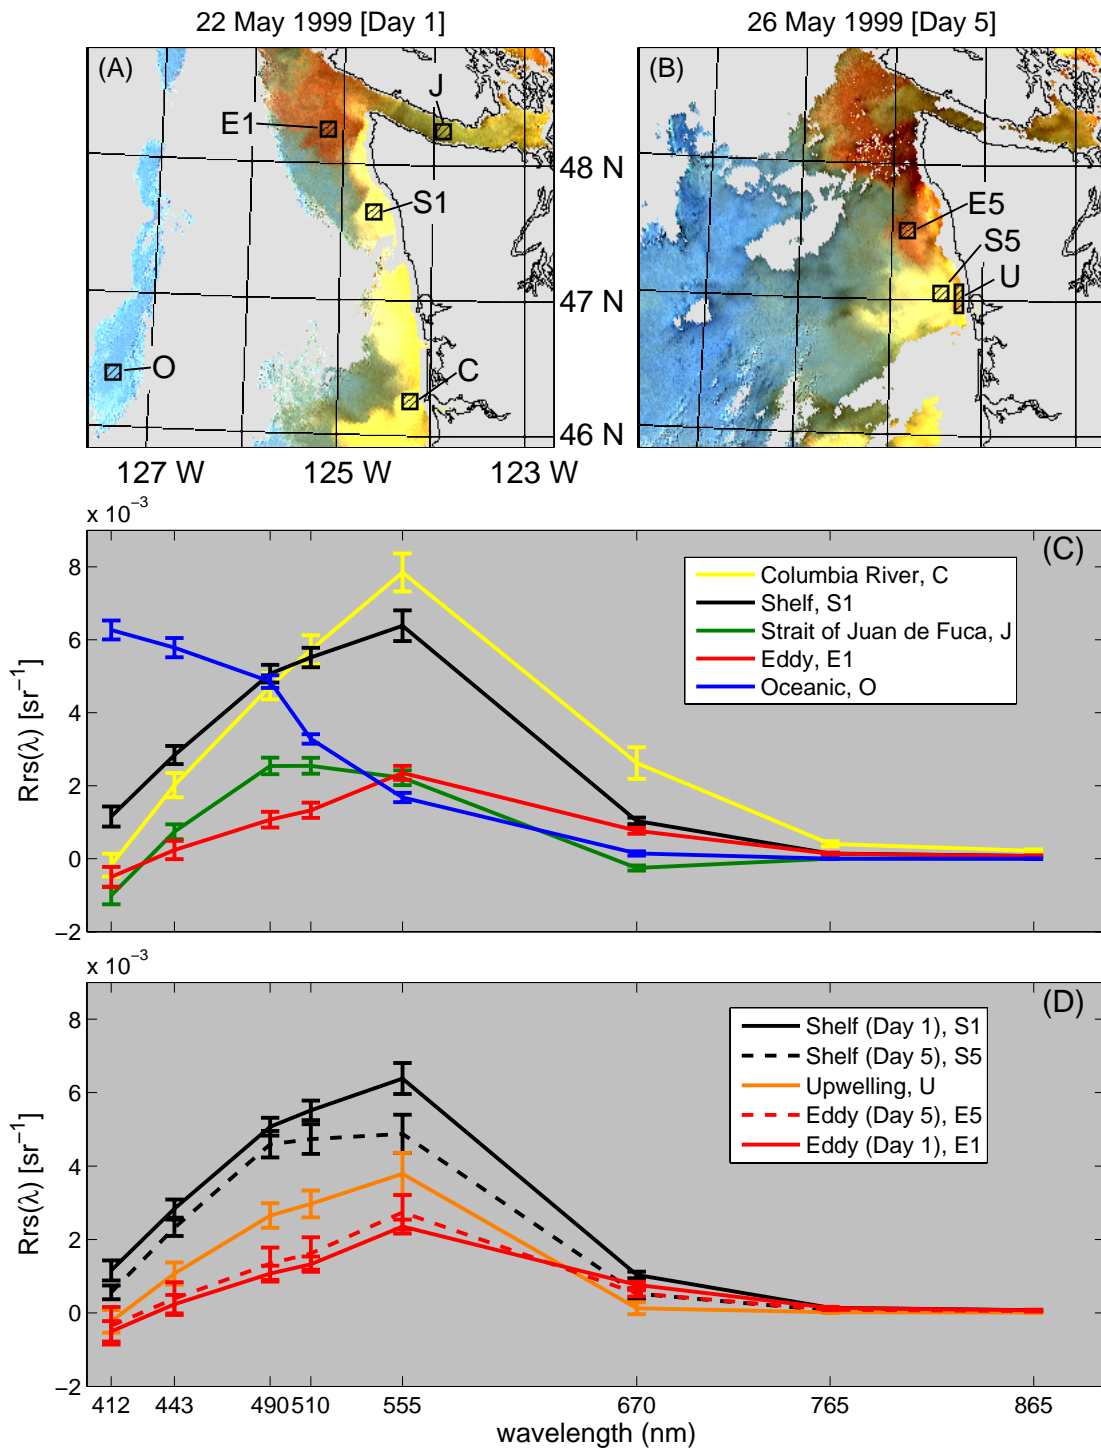 22 May 1999 [Day 1]
26 May 1999 [Day 5]
(A)
J
E1
S1
O
C
(B)
E5
S5
U
48 N
47 N
46 N
127 W
125 W
123 W
x 10−3
(C)
8
6
4
2
0
−2
Rrs(λ) [sr−1]
Columbia River, C
Shelf, S1
Strait of Juan de Fuca, J
Eddy, E1
Oceanic, O
x 10−3
(D)
8
6
4
2
0
−2
Rrs(λ) [sr−1]
Shelf (Day 1), S1
Shelf (Day 5), S5
Upwelling, U
Eddy (Day 5), E5
Eddy (Day 1), E1
412 443 490 510 555 670 765 865
wavelength (nm)